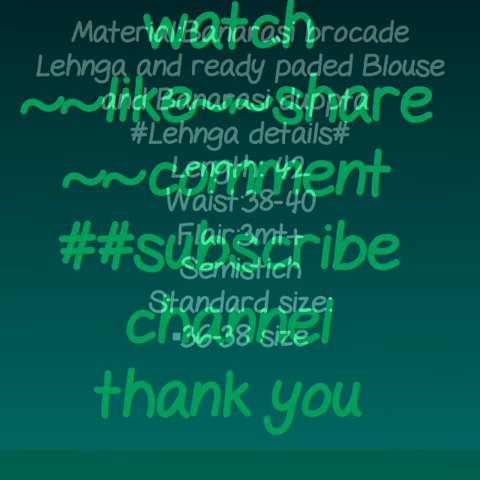 Material:Banarasi brocade
Lehnga and ready paded Blouse
and Banarasi duppta
#Lehnga details#
Length: 42
Waist:38-40
Flair:3mt+
Semistich
Standard size:
▪36-38 size
watch
~~like~~share
~~comment
##subscribe
channel
thank you